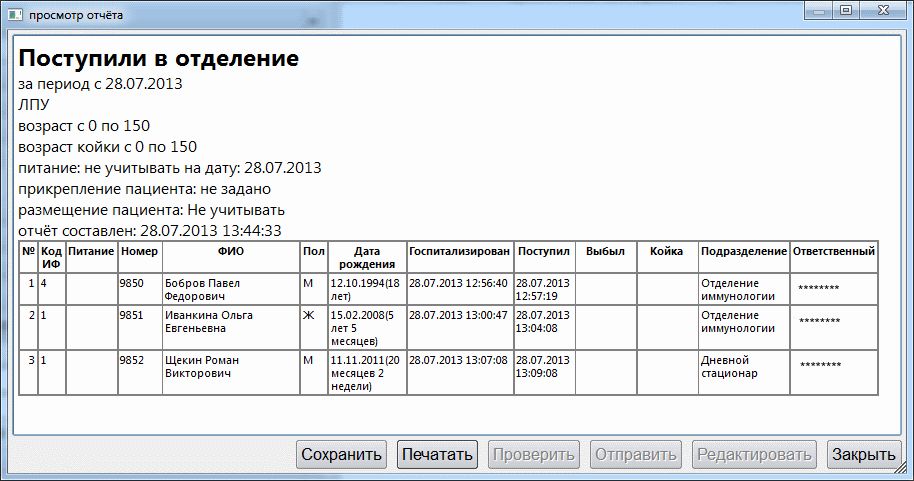 просмотр отчёта
Поступили в отделение
за период с 28.07.2013
ЛПУ
возраст с 0 по 150
возраст койки с 0 по 150
питание: не учитывать на дату: 28.07.2013
прикрепление пациента: не задано
размещение пациента: Не учитывать
отчёт составлен: 28.07.2013 13:44:33
№ Код Питание Номер ФИО Пол Дата Госпитализирован Поступил Выбыл Койка Подразделение Ответственный
ИФ рождения
1 4 9850 Бобров Павел М 12.10.1994(18 28.07.2013 12:56:40 28.07.2013 Отделение ********
Федорович лет) 12:57:19 иммунологии
2 1 9851 Иванкина Ольга Ж 15.02.2008(5 28.07.2013 13:00:47 28.07.2013 Отделение ********
Евгеньевна лет 5 13:04:08 иммунологии
месяцев)
3 1 9852 Щекин Роман М 11.11.2011(20 28.07.2013 13:07:08 28.07.2013 Дневной ********
Викторович месяцев 2 13:09:08 стационар
недели)
Сохранить Печатать Проверить Отправить Редактировать Закрыть